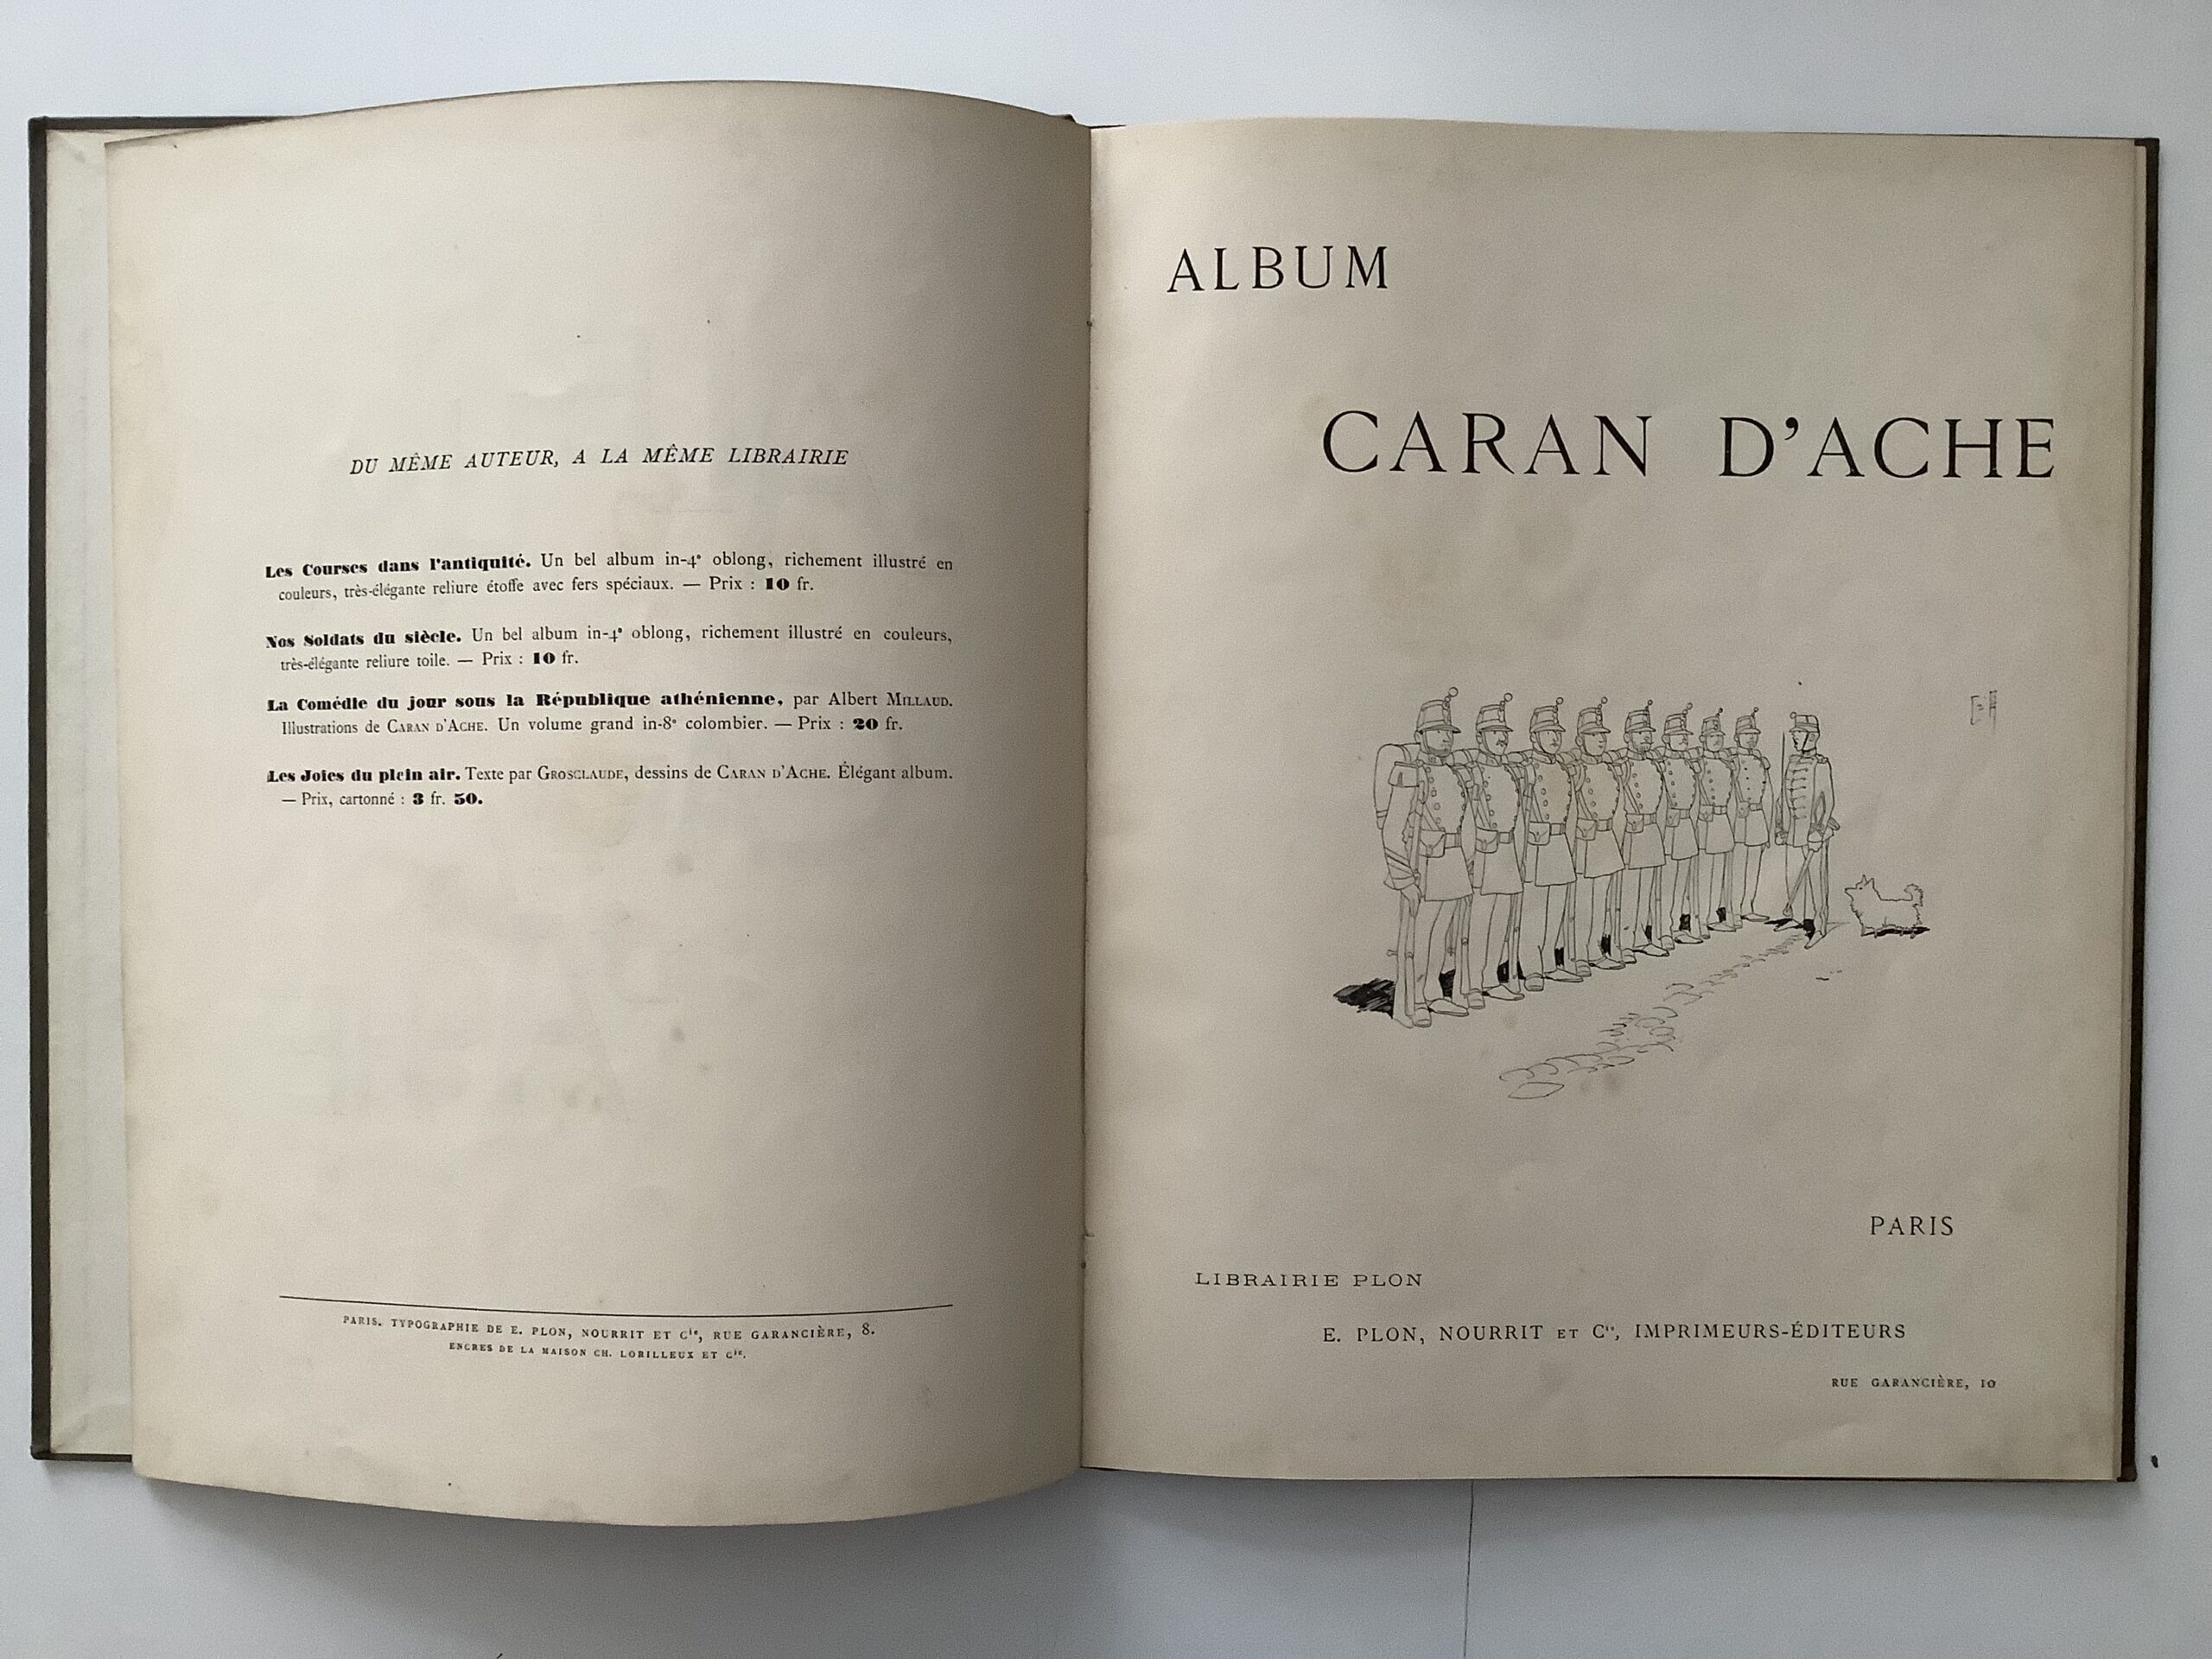 DU MÊME AUTEUR, A LA MÊME LIBRAIRIE
Les Courses dans l'antiquité. Un bel album in-4° oblong, richement illustré en
couleurs, très-élégante reliure étoffe avec fers spéciaux. — Prix : 10 fr.
Nos Soldats du siècle. Un bel album in-4° oblong, richement illustré en couleurs,
très-élégante reliure toile. — Prix : 10 fr.
La Comédie du jour sous la République athénienne, par Albert MILLAUD.
Illustrations de CARAN D'ACHE. Un volume grand in-8° colombier. — Prix : 20 fr.
Les Joies du plein air. Texte par GROSCLAUDE, dessins de CARAN D'ACHE. Élégant album.
— Prix, cartonné : 3 fr. 50.
PARIS. TYPOGRAPHIE DE E. PLON, NOURRIT ET Cie, RUE GARANCIÈRE, 8.
ENCRES DE LA MAISON CH. LORILLEUX ET Cie.
ALBUM
CARAN D'ACHE
PARIS
LIBRAIRIE PLON
E. PLON, NOURRIT ET Cie, IMPRIMEURS-ÉDITEURS
RUE GARANCIÈRE, 10